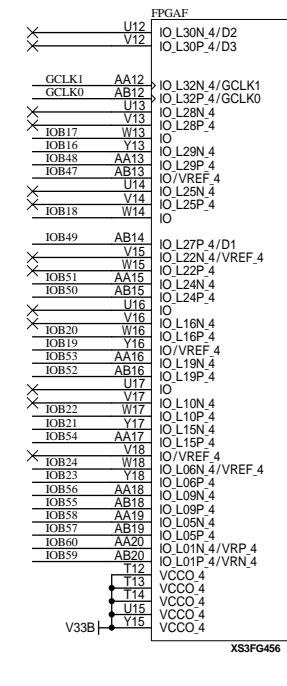 FPGAF
U12 IO_L30N_4/D2
V12 IO_L30P_4/D3
GCLK1 AA12 IO_L32N_4/GCLK1
GCLK0 AB12 IO_L32P_4/GCLK0
U13 IO_L28N_4
V13 IO_L28P_4
IOB17 W13 IO
IOB16 Y13 IO_L29N_4
IOB48 AA13 IO_L29P_4
IOB47 AB13 IO/VREF_4
U14 IO_L25N_4
V14 IO_L25P_4
IOB18 W14 IO
IOB49 AB14 IO_L27P_4/D1
V15 IO_L22N_4/VREF_4
W15 IO_L22P_4
IOB51 AA15 IO_L24N_4
IOB50 AB15 IO_L24P_4
U16 IO
V16 IO_L16N_4
IOB20 W16 IO_L16P_4
IOB19 Y16 IO/VREF_4
IOB53 AA16 IO_L19N_4
IOB52 AB16 IO_L19P_4
U17 IO
V17 IO_L10N_4
IOB22 W17 IO_L10P_4
IOB21 Y17 IO_L15N_4
IOB54 AA17 IO_L15P_4
V18 IO/VREF_4
IOB24 W18 IO_L06N_4/VREF_4
IOB23 Y18 IO_L06P_4
IOB56 AA18 IO_L09N_4
IOB55 AB18 IO_L09P_4
IOB58 AA19 IO_L05N_4
IOB57 AB19 IO_L05P_4
IOB60 AA20 IO_L01N_4/VRP_4
IOB59 AB20 IO_L01P_4/VRN_4
T12 VCCO_4
T13 VCCO_4
T14 VCCO_4
U15 VCCO_4
V33B Y15 VCCO_4
XS3FG456